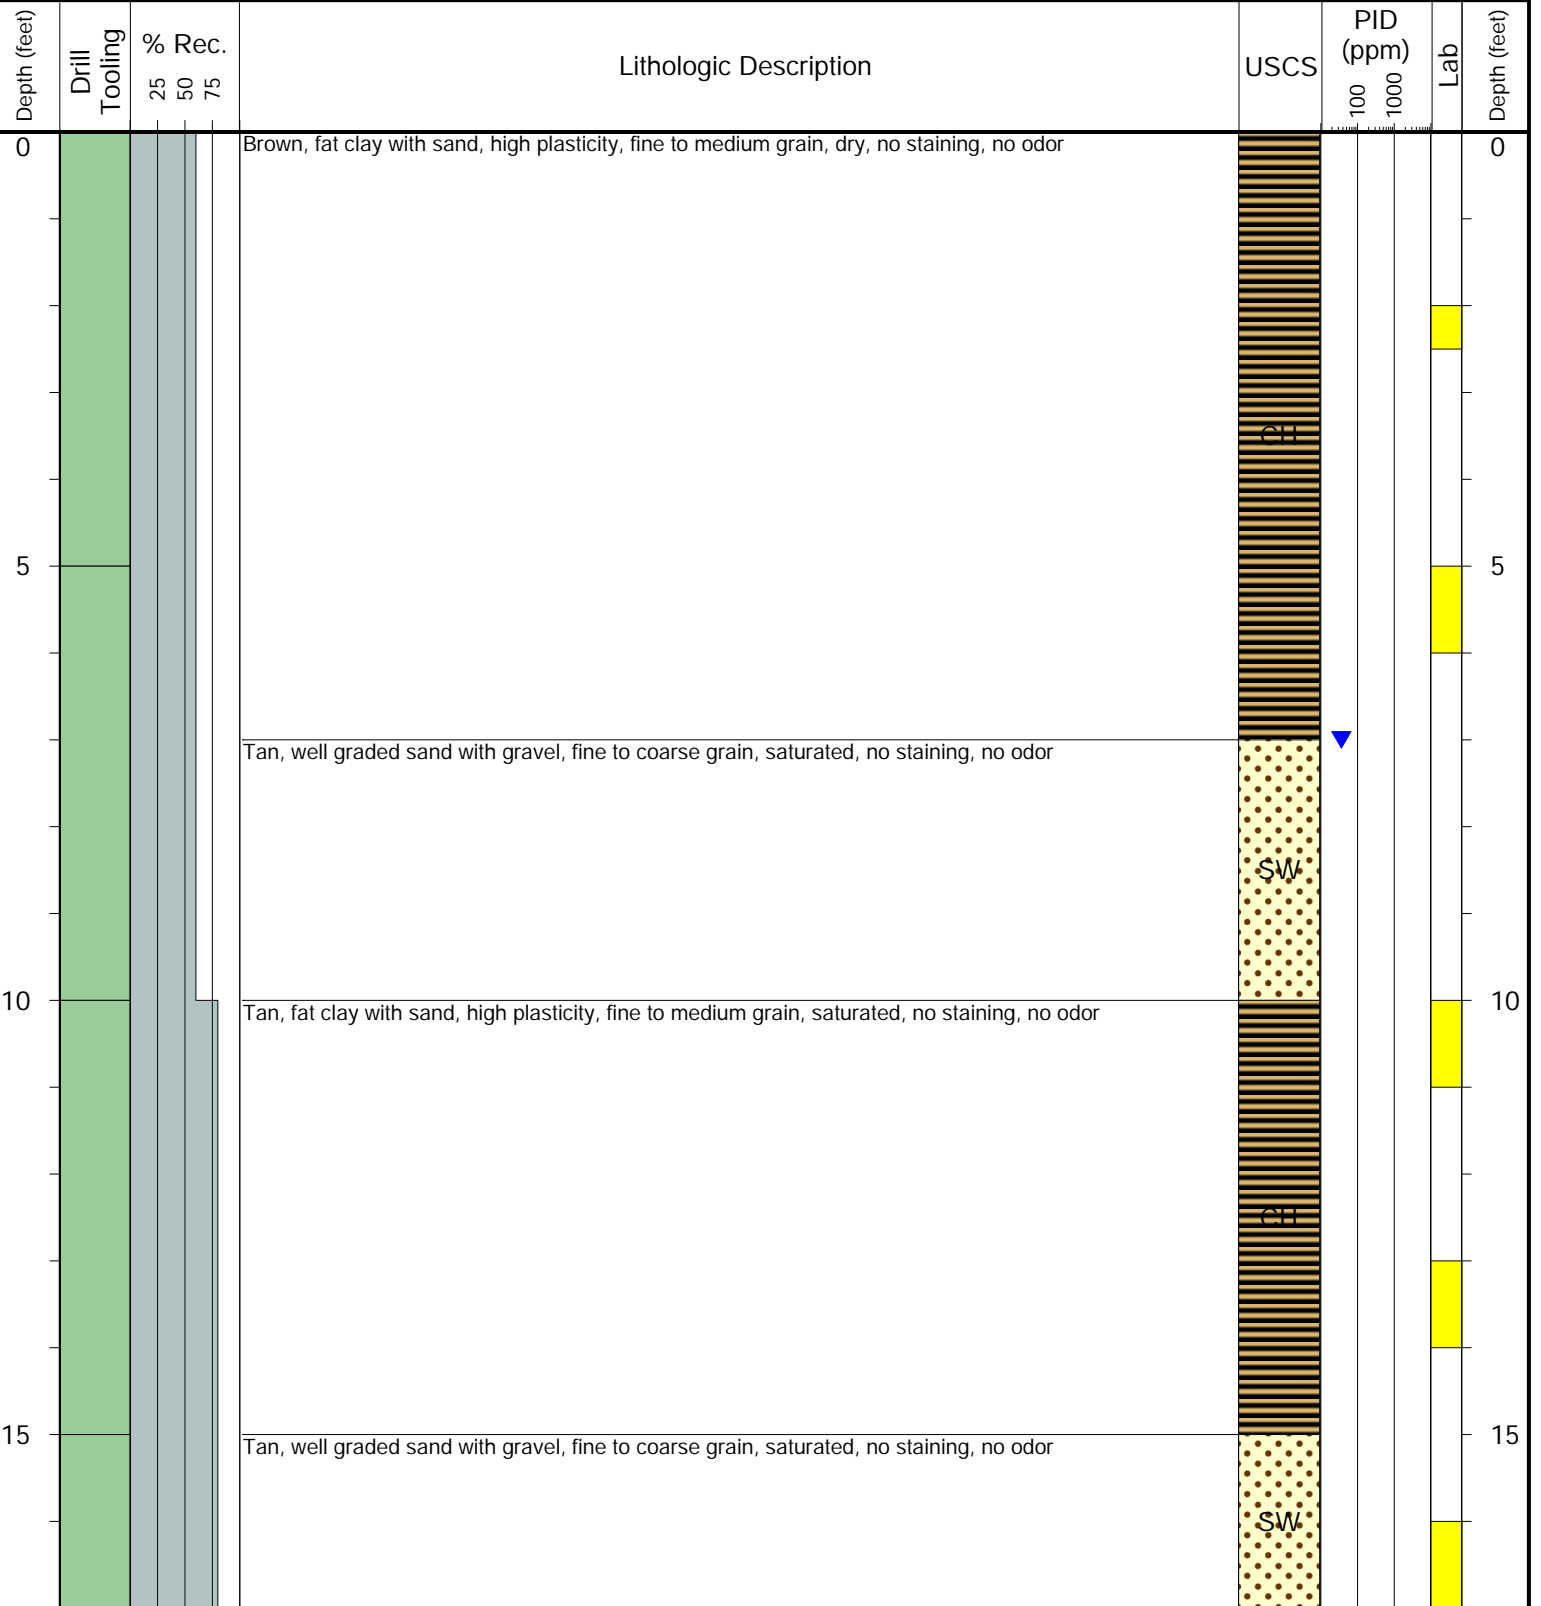 Depth (feet)
Drill
Tooling
% Rec.
25
50
75
Lithologic Description
USCS
PID
(ppm)
100
1000
Lab
Depth (feet)
0
Brown, fat clay with sand, high plasticity, fine to medium grain, dry, no staining, no odor
0
CH
5
5
Tan, well graded sand with gravel, fine to coarse grain, saturated, no staining, no odor
SW
10
Tan, fat clay with sand, high plasticity, fine to medium grain, saturated, no staining, no odor
10
CH
15
Tan, well graded sand with gravel, fine to coarse grain, saturated, no staining, no odor
15
SW